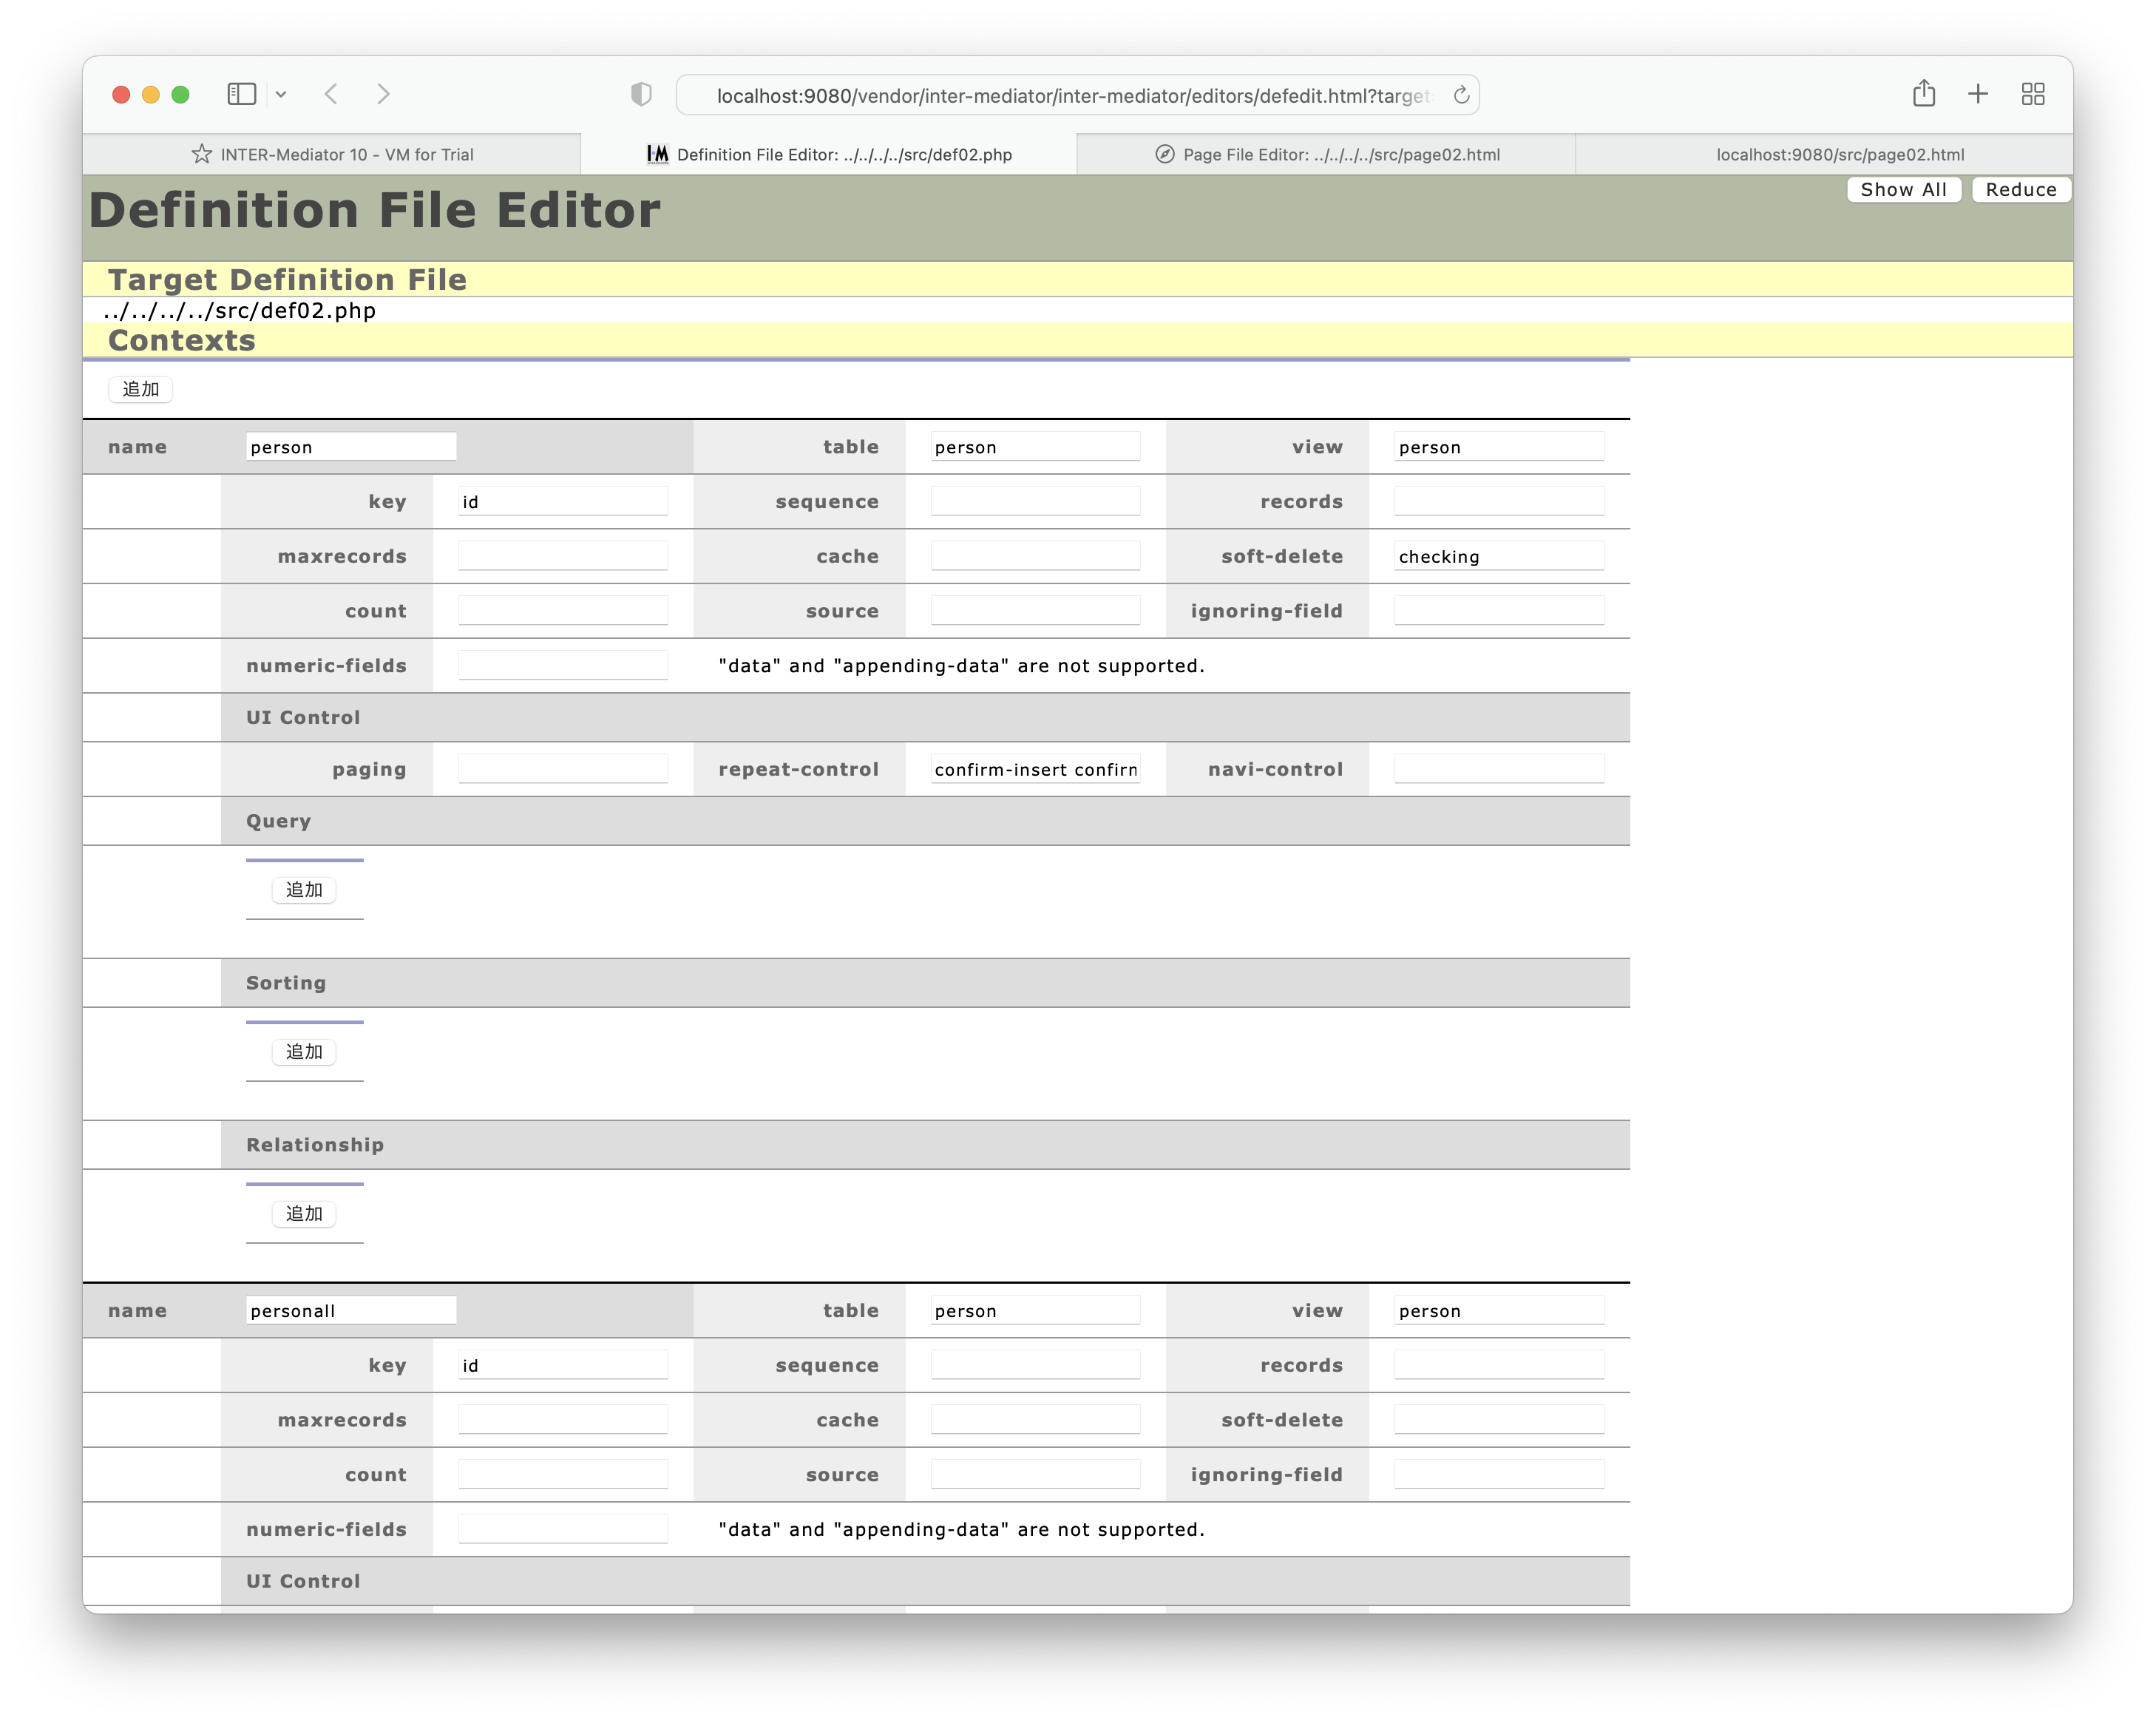 localhost:9080/vendor/inter-mediator/inter-mediator/editors/defedit.html?target
INTER-Mediator 10 - VM for Trial
Definition File Editor: ../../../../src/def02.php
Page File Editor: ../../../../src/page02.html
localhost:9080/src/page02.html
Definition File Editor
Show All Reduce
Target Definition File
../../../../src/def02.php
Contexts
追加
name person table person view person
key id sequence records
maxrecords cache soft-delete checking
count source ignoring-field
numeric-fields "data" and "appending-data" are not supported.
UI Control
paging repeat-control confirm-insert navi-control
Query
追加
Sorting
追加
Relationship
追加
name personall table person view person
key id sequence records
maxrecords cache soft-delete
count source ignoring-field
numeric-fields "data" and "appending-data" are not supported.
UI Control